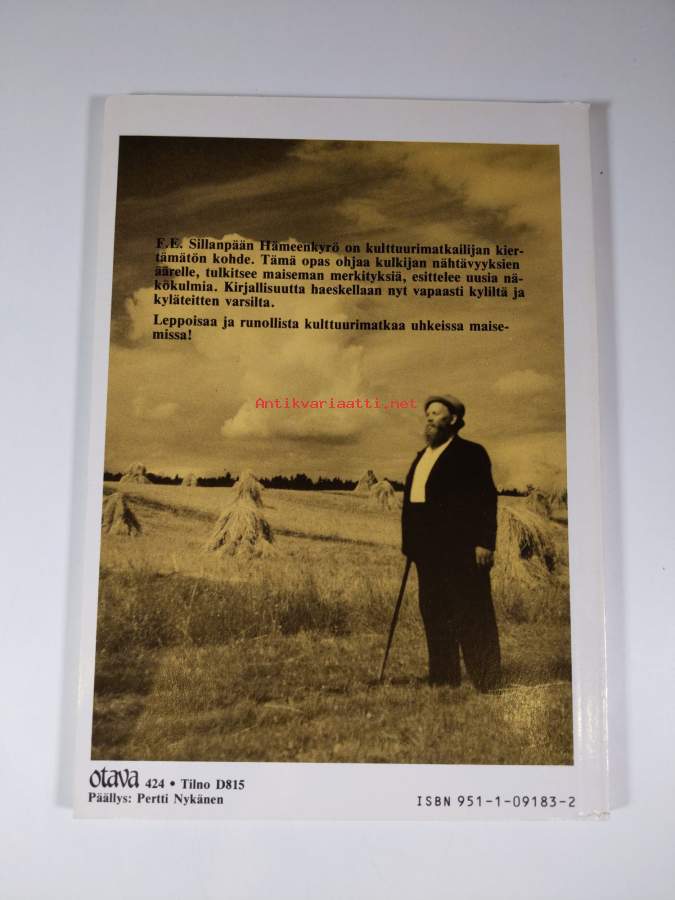 F.E. Sillanpään Hämeenkyrö on kulttuurimatkailijan kier-
tämätön kohde. Tämä opas ohjaa kulkijan nähtävyyksien
äärelle, tulkitsee maiseman merkityksiä, esittelee uusia nä-
kökulmia. Kirjallisuutta haeskellaan nyt vapaasti kyliltä ja
kyläteitten varsilta.
Leppoisaa ja runollista kulttuurimatkaa uhkeissa maise-
missa!
Antikvariaatti.net
otava 424 • Tilno D815
Päällys: Pertti Nykänen
ISBN 951-1-09183-2